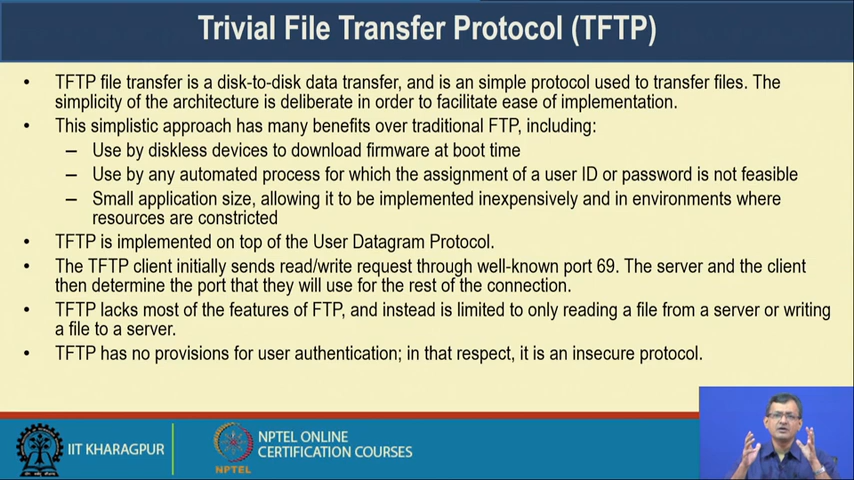 Trivial File Transfer Protocol (TFTP)
• TFTP file transfer is a disk-to-disk data transfer, and is an simple protocol used to transfer files. The
simplicity of the architecture is deliberate in order to facilitate ease of implementation.
• This simplistic approach has many benefits over traditional FTP, including:
– Use by diskless devices to download firmware at boot time
– Use by any automated process for which the assignment of a user ID or password is not feasible
– Small application size, allowing it to be implemented inexpensively and in environments where
resources are constricted
• TFTP is implemented on top of the User Datagram Protocol.
• The TFTP client initially sends read/write request through well-known port 69. The server and the client
then determine the port that they will use for the rest of the connection.
• TFTP lacks most of the features of FTP, and instead is limited to only reading a file from a server or writing
a file to a server.
• TFTP has no provisions for user authentication; in that respect, it is an insecure protocol.
IIT KHARAGPUR
NPTEL
NPTEL ONLINE
CERTIFICATION COURSES